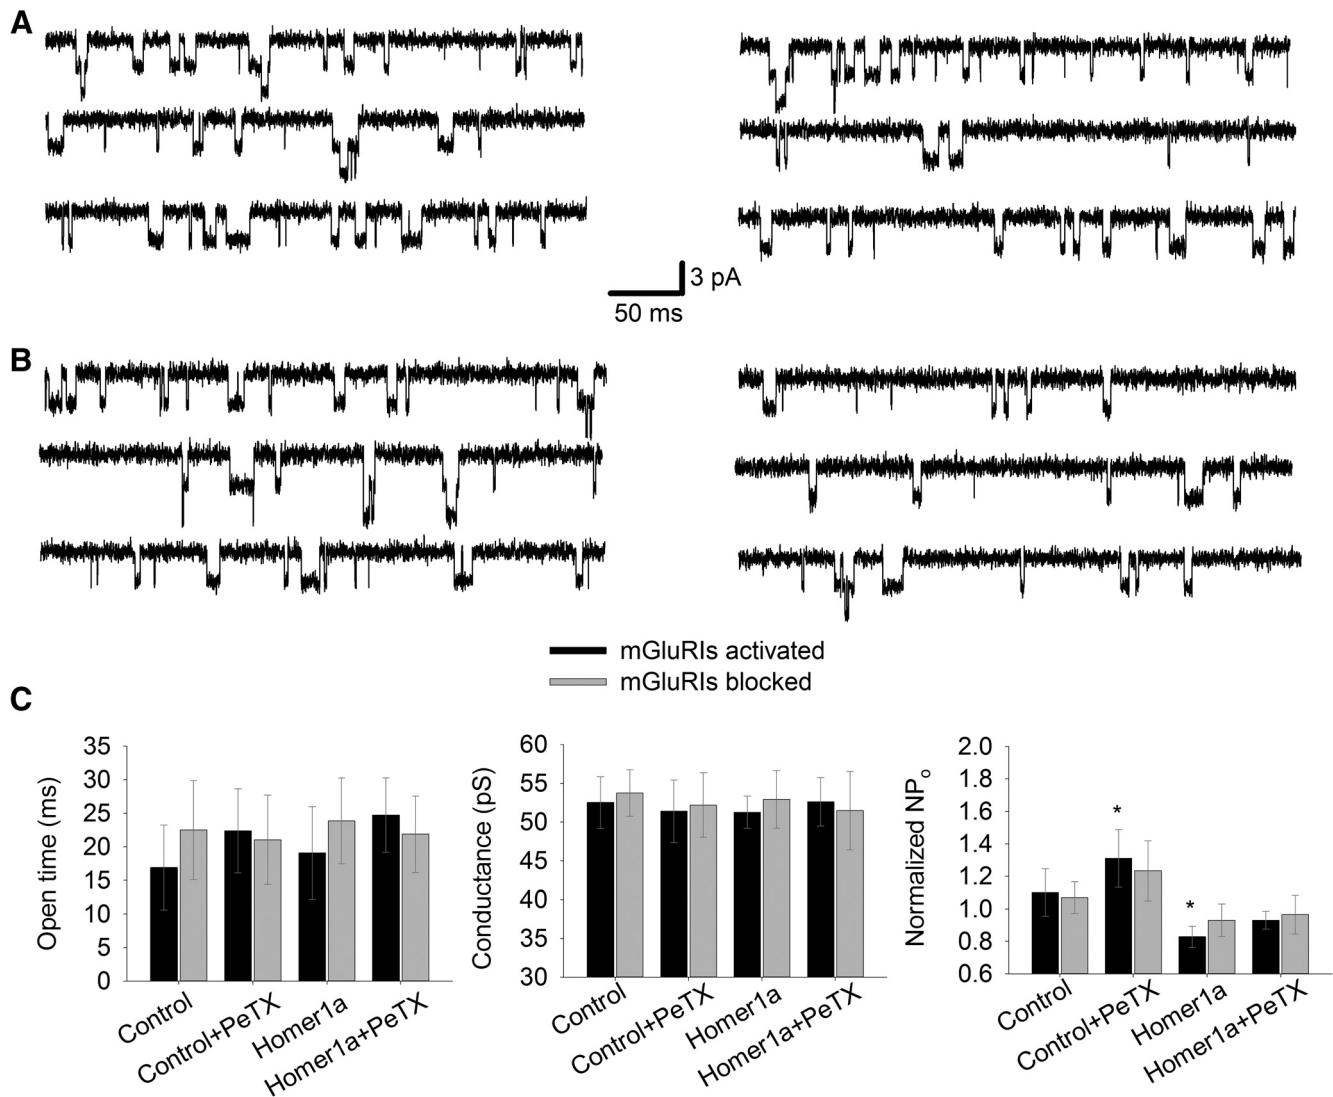 A
3 pA
50 ms
B
mGluRIs activated
mGluRIs blocked
C
Open time (ms)
35
30
25
20
15
10
5
0
Control
Control+PeTX
Homer1a
Homer1a+PeTX
Conductance (pS)
60
55
50
45
40
35
30
Control
Control+PeTX
Homer1a
Homer1a+PeTX
Normalized NPo
2.0
1.8
1.6
1.4
1.2
1.0
0.8
0.6
*
*
Control
Control+PeTX
Homer1a
Homer1a+PeTX